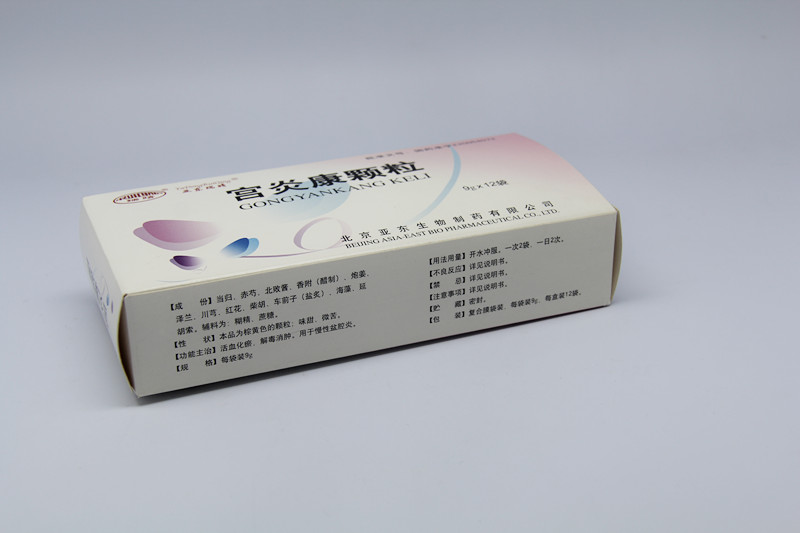 宫炎康颗粒
GONGYANKANG KELI
9g×12袋
北京亚东生物制药有限公司
BEIJING ASIA-EAST BIO PHARMACEUTICAL CO., LTD.
【成 份】当归、赤芍、北败酱、香附（醋制）、炮姜、
泽兰、川芎、红花、柴胡、车前子（盐炙）、海藻、延
胡索。辅料为：糊精、蔗糖。
【性 状】本品为棕黄色的颗粒；味甜、微苦。
【功能主治】活血化瘀，解毒消肿。用于慢性盆腔炎。
【规 格】每袋装9g
【用法用量】开水冲服。一次2袋，一日2次。
【不良反应】详见说明书。
【禁 忌】详见说明书。
【注意事项】详见说明书。
【贮 藏】密封。
【包 装】复合膜袋装，每袋装9g，每盒装12袋。